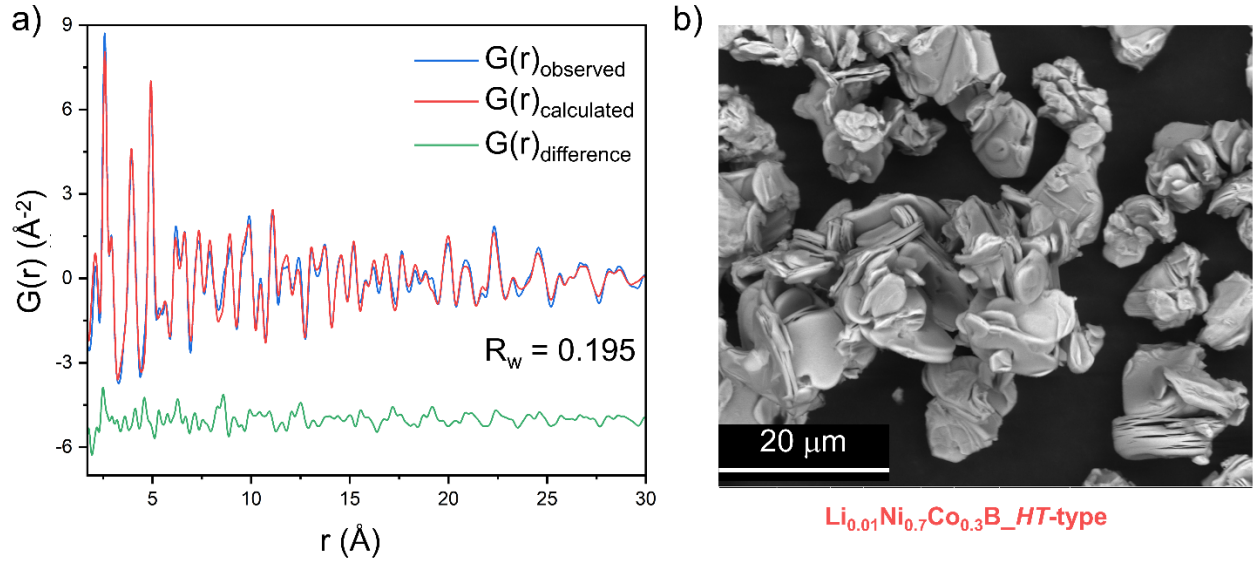 a)
9
6
3
0
-3
-6
G(r) (Å⁻²)
G(r)observed
G(r)calculated
G(r)difference
Rw = 0.195
5
10
15
20
25
30
r (Å)
b)
20 μm
Li0.01Ni0.7Co0.3B_HT-type